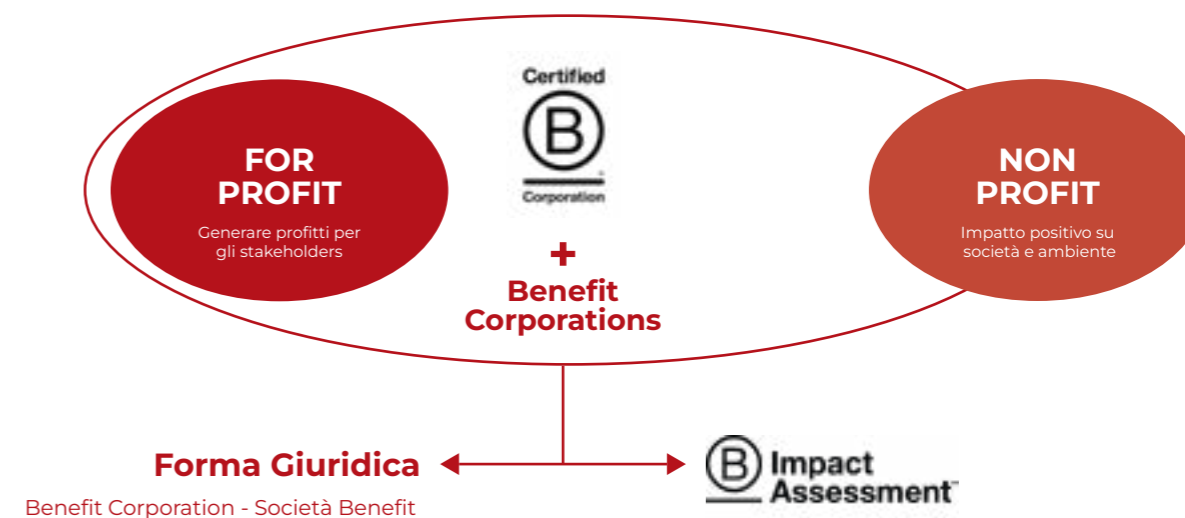 Certified
B
Corporation
FOR
PROFIT
Generare profitti per
gli stakeholders
NON
PROFIT
Impatto positivo su
società e ambiente
+
Benefit
Corporations
Forma Giuridica
Benefit Corporation - Società Benefit
B
Impact
Assessment